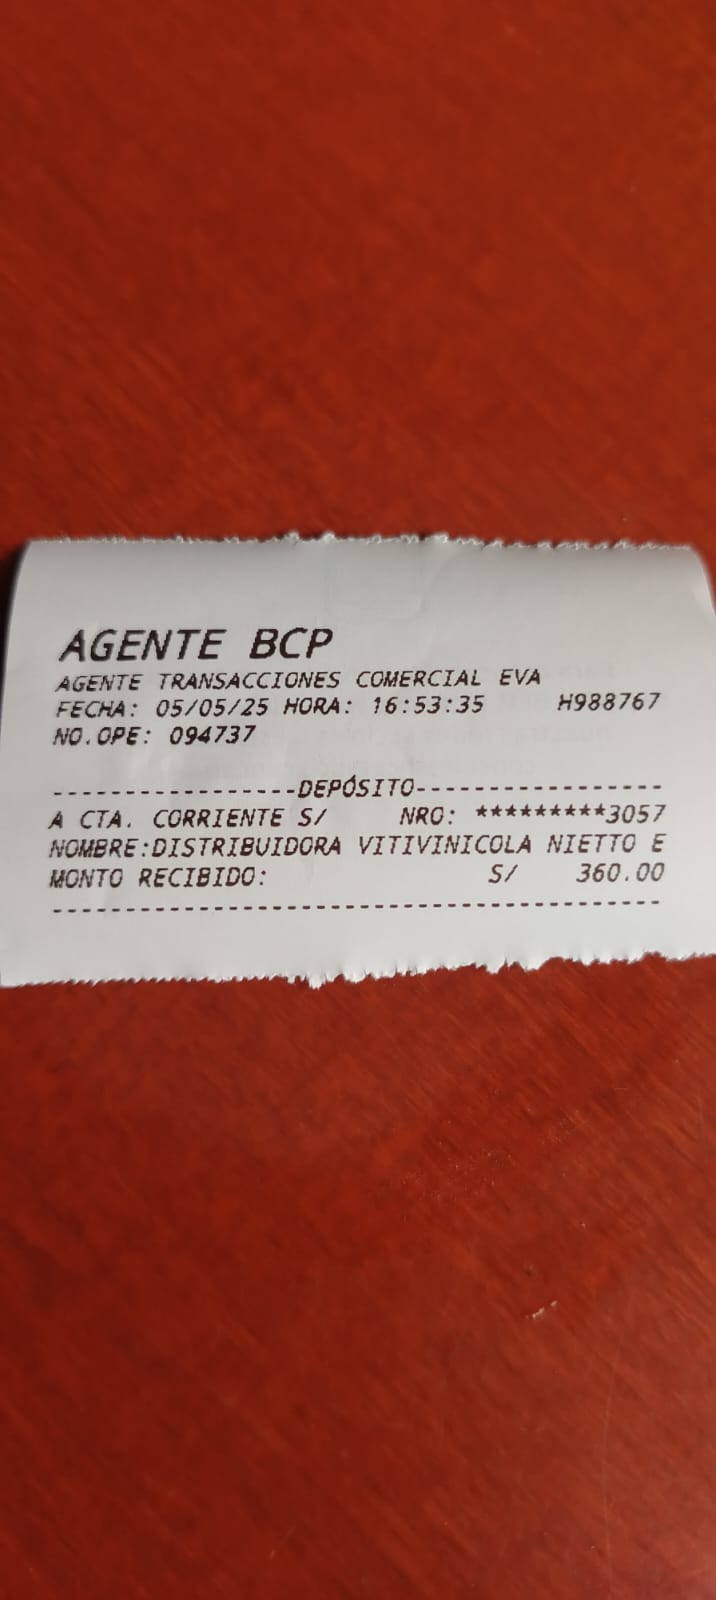 AGENTE BCP
AGENTE TRANSACCIONES COMERCIAL EVA
FECHA: 05/05/25 HORA: 16:53:35 H988767
NO.OPE: 094737
-----------------DEPÓSITO-----------------
A CTA. CORRIENTE S/ NRO: *********3057
NOMBRE:DISTRIBUIDORA VITIVINICOLA NIETTO E
MONTO RECIBIDO: S/ 360.00
------------------------------------------